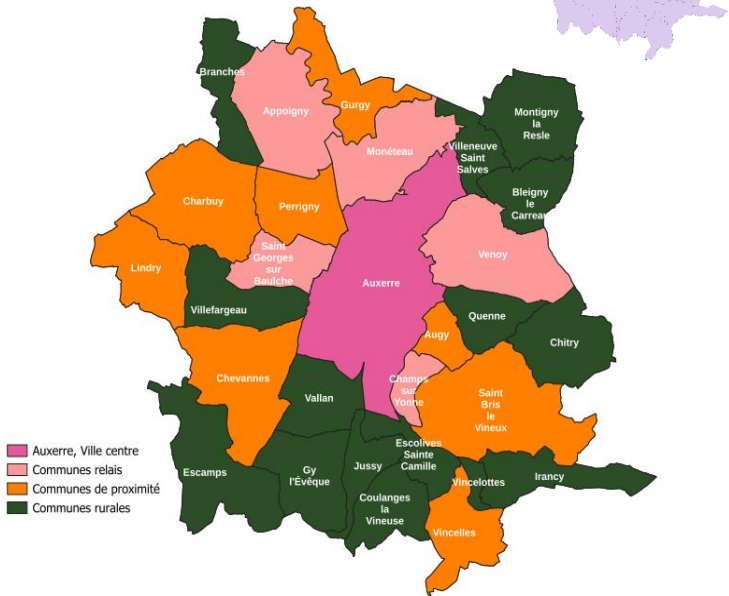 Branches
Appoigny
Gurgy
Montigny
la
Resle
Monéteau
Villeneuve
Saint
Salves
Bleigny
le
Carreau
Charbuy
Perrigny
Saint
Georges
sur
Baulche
Venoy
Lindry
Auxerre
Villefargeau
Quenne
Augy
Chitry
Chevannes
Champs
sur
Yonne
Vallan
Saint
Bris
le
Vineux
Escolives
Sainte
Camille
Escamps
Gy
l'Évêque
Jussy
Vincelottes
Irancy
Coulanges
la
Vineuse
Vincelles
Auxerre, Ville centre
Communes relais
Communes de proximité
Communes rurales